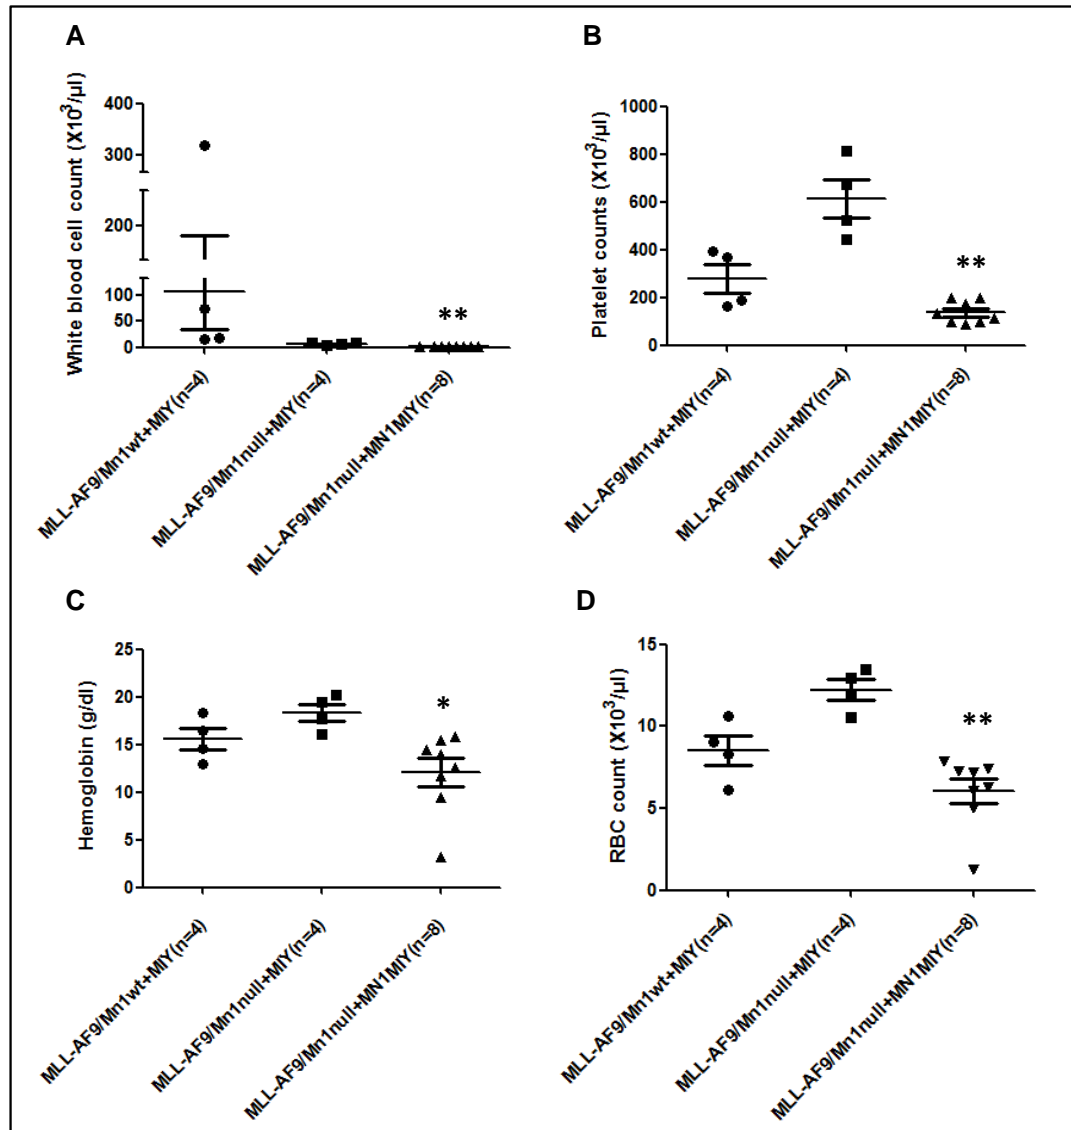 A
White blood cell count (X10³/µl)
400
300
200
100
50
0
**
MLL-AF9/Mn1wt+MIY(n=4)
MLL-AF9/Mn1null+MIY(n=4)
MLL-AF9/Mn1null+MN1MIY(n=8)
B
Platelet counts (X10³/µl)
1000
800
600
400
200
0
**
MLL-AF9/Mn1wt+MIY(n=4)
MLL-AF9/Mn1null+MIY(n=4)
MLL-AF9/Mn1null+MN1MIY(n=8)
C
Hemoglobin (g/dl)
25
20
15
10
5
0
*
MLL-AF9/Mn1wt+MIY(n=4)
MLL-AF9/Mn1null+MIY(n=4)
MLL-AF9/Mn1null+MN1MIY(n=8)
D
RBC count (X10³/µl)
15
10
5
0
**
MLL-AF9/Mn1wt+MIY(n=4)
MLL-AF9/Mn1null+MIY(n=4)
MLL-AF9/Mn1null+MN1MIY(n=8)